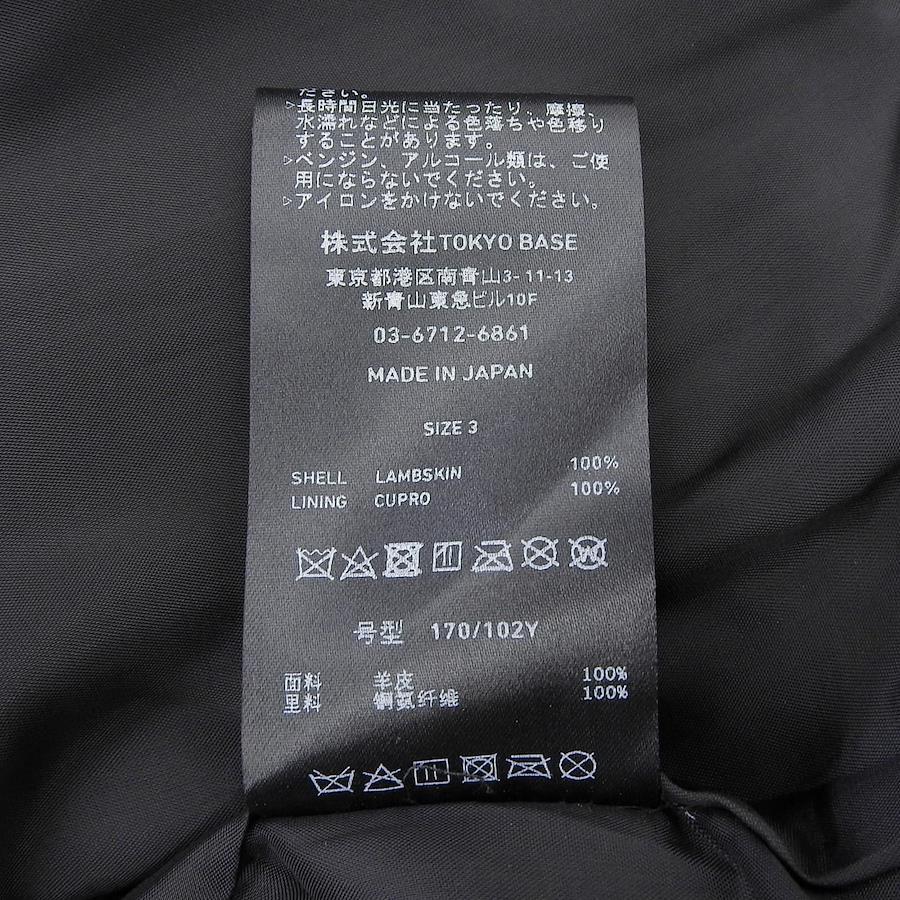 ださい。
▷長時間日光に当たったり、摩擦、
水濡れなどによる色落ちや色移り
することがあります。
▷ベンジン、アルコール類は、ご使
用にならないでください。
▷アイロンをかけないでください。
株式会社TOKYO BASE
東京都港区南青山3-11-13
新青山東急ビル10F
03-6712-6861
MADE IN JAPAN
SIZE 3
SHELL LAMBSKIN 100%
LINING CUPRO 100%
号型 170/102Y
面料 羊皮 100%
里料 铜氨纤维 100%